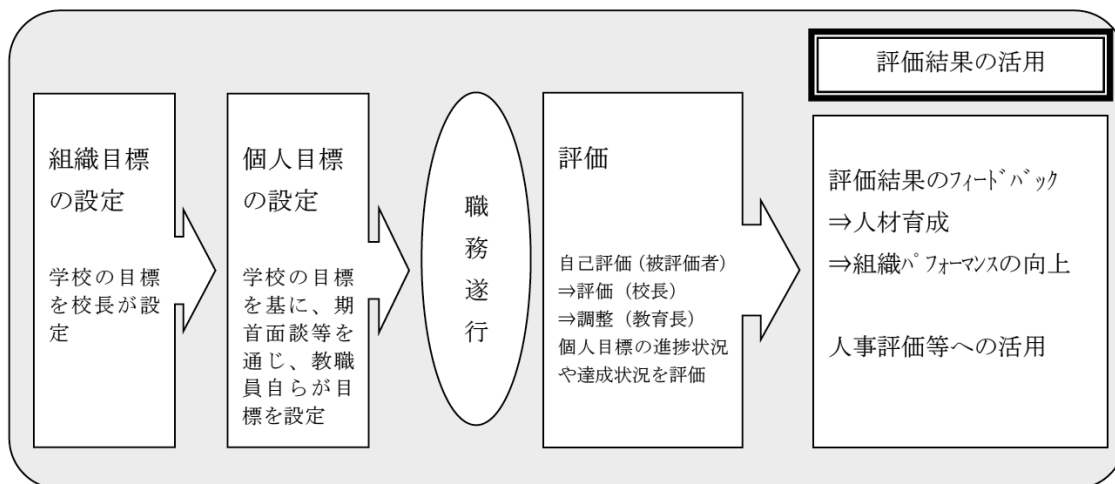 組織目標
の設定
学校の目標
を校長が設
定
個人目標
の設定
学校の目標
を基に、期
首面談等を
通じ、教職
員自らが目
標を設定
職
務
遂
行
評価
自己評価（被評価者）
⇒評価（校長）
⇒調整（教育長）
個人目標の進捗状況
や達成状況を評価
評価結果の活用
評価結果のﾌｨｰﾄﾞﾊﾞｯｸ
⇒人材育成
⇒組織ﾊﾟﾌｫｰﾏﾝｽの向上
人事評価等への活用